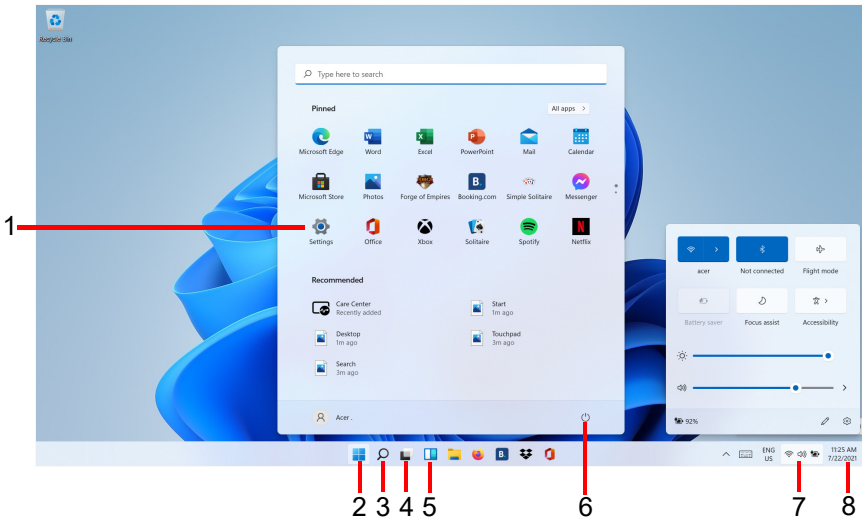 Recycle Bin
Type here to search
Pinned
All apps >
Microsoft Edge Word Excel PowerPoint Mail Calendar
Microsoft Store Photos Forge of Empires Booking.com Simple Solitaire Messenger
1
Settings Office Xbox Solitaire Spotify Netflix
acer Not connected Flight mode
Recommended
Care Center
Recently added
Start
1m ago
Battery saver Focus assist Accessibility
Desktop
1m ago
Touchpad
3m ago
Search
3m ago
Acer .
92%
ENG
US
11:25 AM
7/22/2021
2 3 4 5 6 7 8